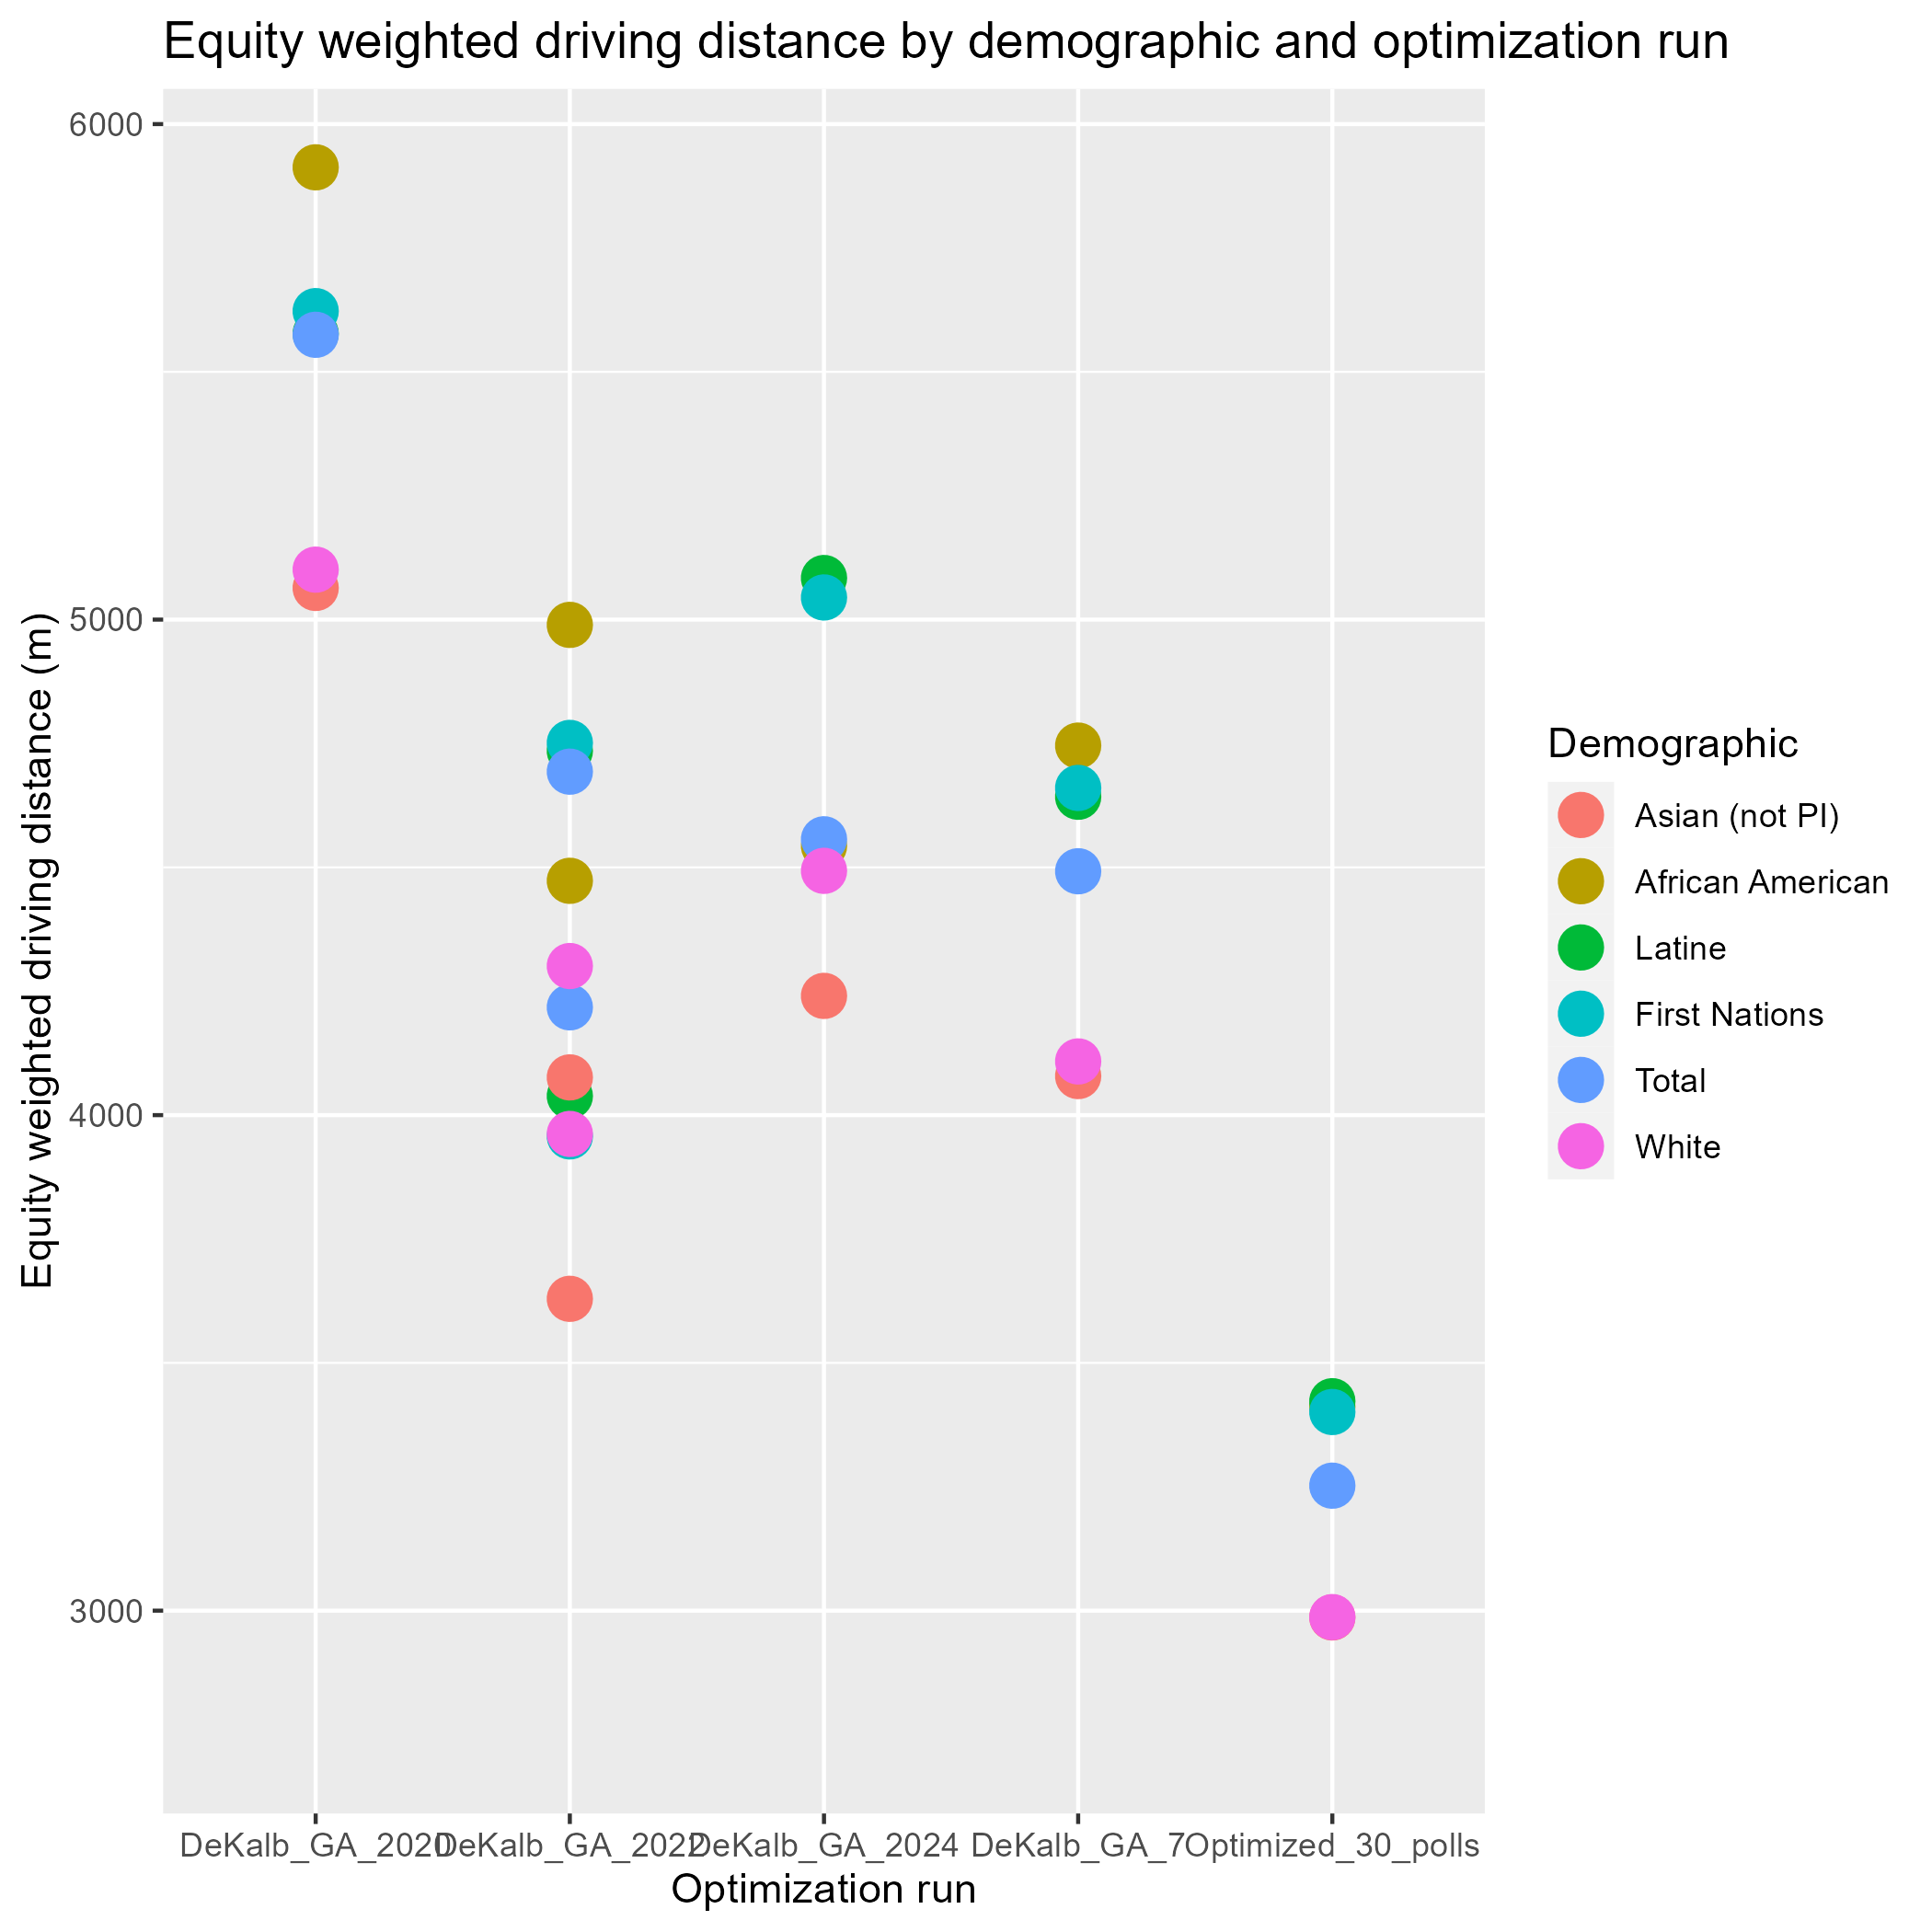 Equity weighted driving distance by demographic and optimization run
Equity weighted driving distance (m)
6000
5000
4000
3000
DeKalb_GA_2020
DeKalb_GA_2022
DeKalb_GA_2024
DeKalb_GA_7
Optimized_30_polls
Optimization run
Demographic
Asian (not PI)
African American
Latine
First Nations
Total
White